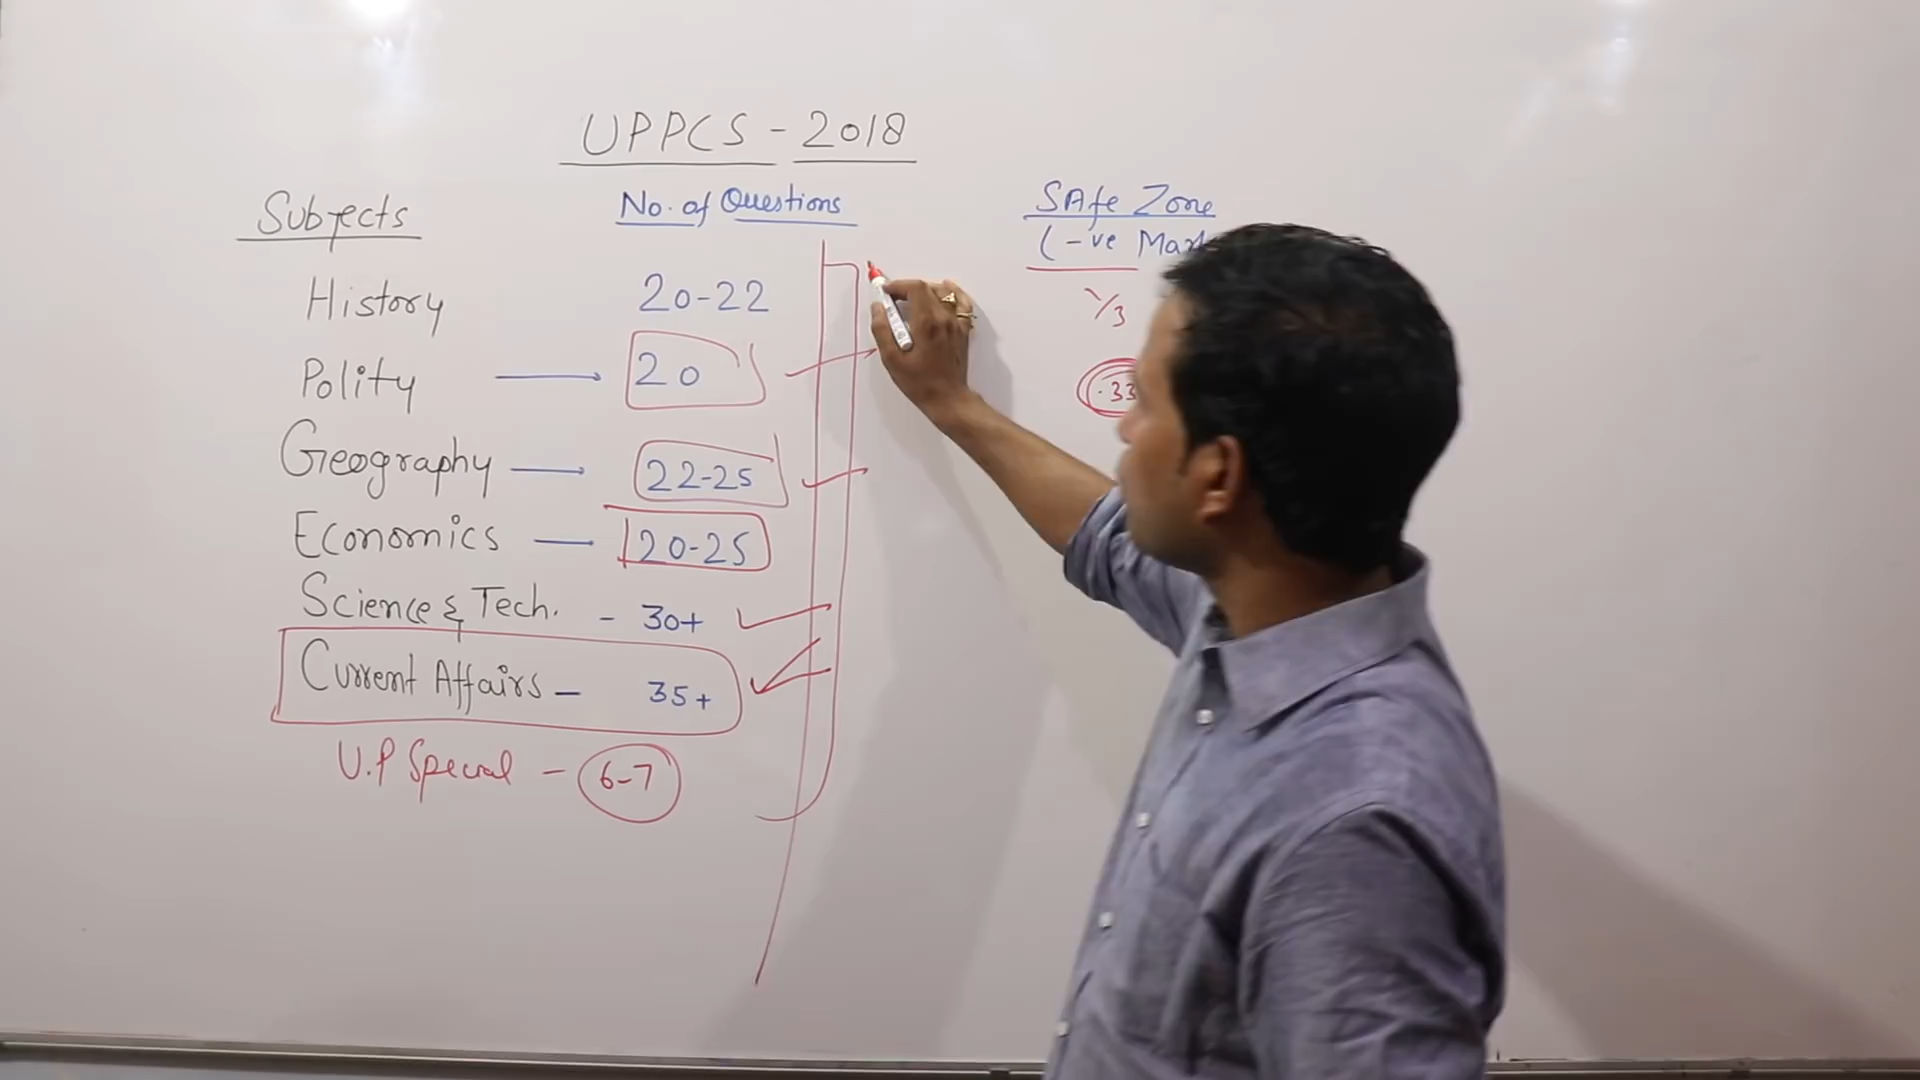 UPPCS - 2018
Subjects No. of Questions SAfe Zone
(-ve
History 20-22 1/3
Polity 20 .33
Geography 22-25
Economics 20-25
Science & Tech. - 30+
Current Affairs - 35+
U.P Special - 6-7